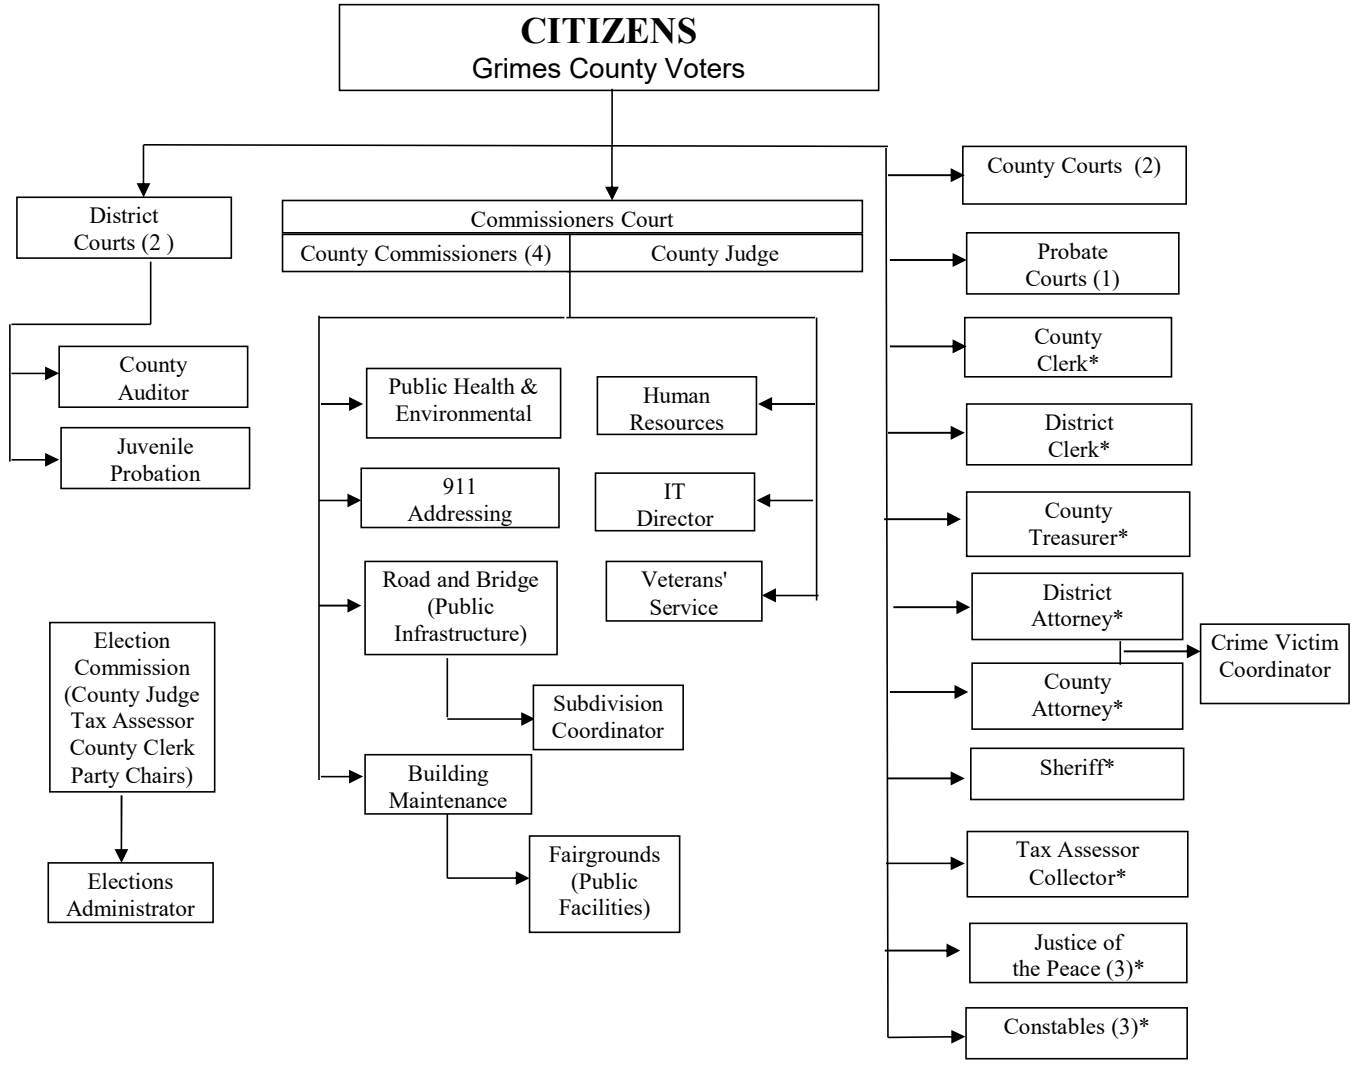 CITIZENS
Grimes County Voters
District
Courts (2 )
County
Auditor
Juvenile
Probation
Election
Commission
(County Judge
Tax Assessor
County Clerk
Party Chairs)
Elections
Administrator
Commissioners Court
County Commissioners (4)
County Judge
Public Health &
Environmental
911
Addressing
Road and Bridge
(Public
Infrastructure)
Subdivision
Coordinator
Building
Maintenance
Fairgrounds
(Public
Facilities)
Human
Resources
IT
Director
Veterans'
Service
County Courts (2)
Probate
Courts (1)
County
Clerk*
District
Clerk*
County
Treasurer*
District
Attorney*
Crime Victim
Coordinator
County
Attorney*
Sheriff*
Tax Assessor
Collector*
Justice of
the Peace (3)*
Constables (3)*